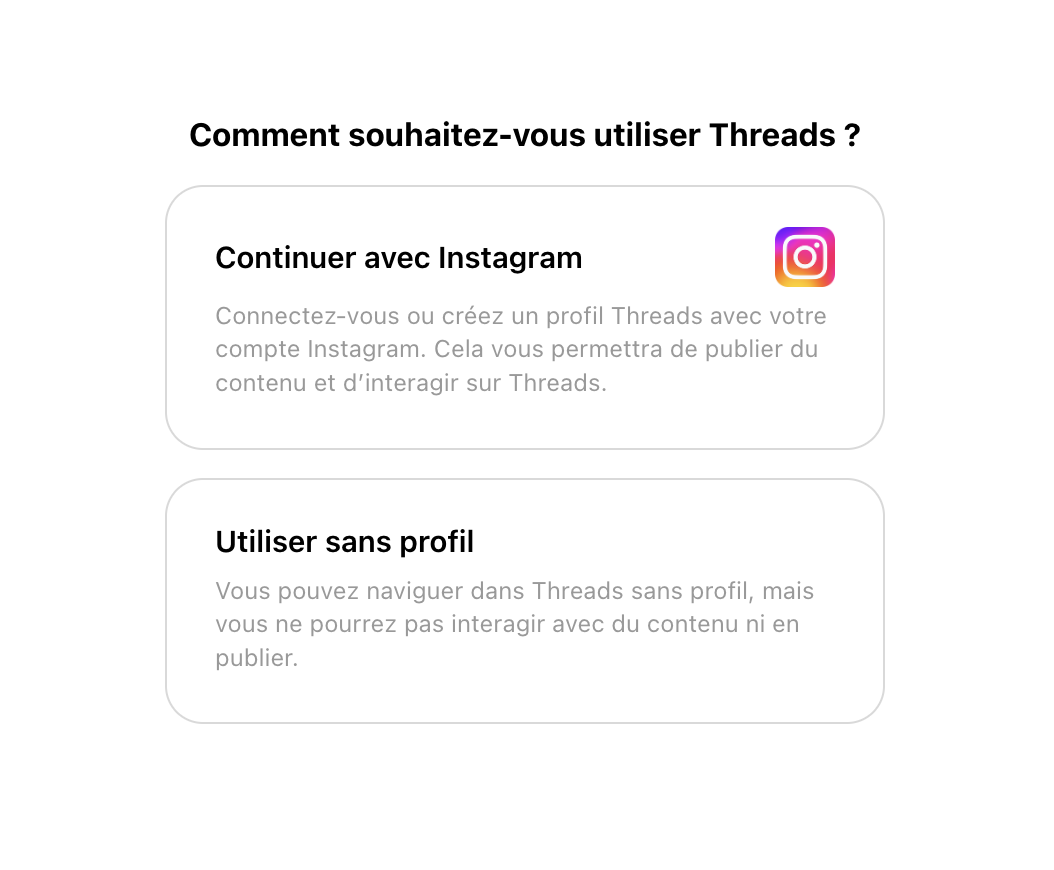 Comment souhaitez-vous utiliser Threads ?
Continuer avec Instagram
Connectez-vous ou créez un profil Threads avec votre
compte Instagram. Cela vous permettra de publier du
contenu et d’interagir sur Threads.
Utiliser sans profil
Vous pouvez naviguer dans Threads sans profil, mais
vous ne pourrez pas interagir avec du contenu ni en
publier.